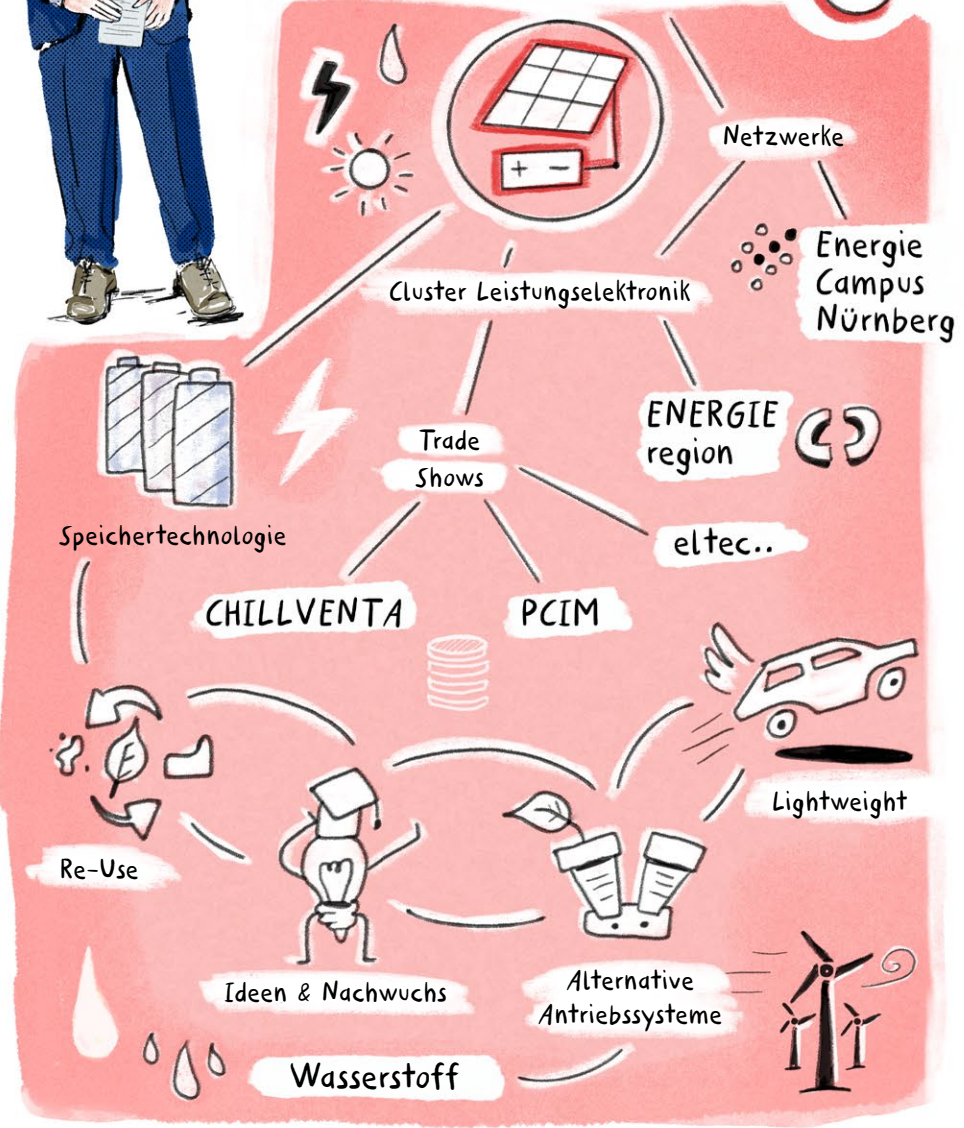 Netzwerke
Energie
Campus
Nürnberg
Cluster Leistungselektronik
ENERGIE
region
Trade
Shows
eltec..
Speichertechnologie
CHILLVENTA
PCIM
Lightweight
Re-Use
Ideen & Nachwuchs
Alternative
Antriebssysteme
Wasserstoff